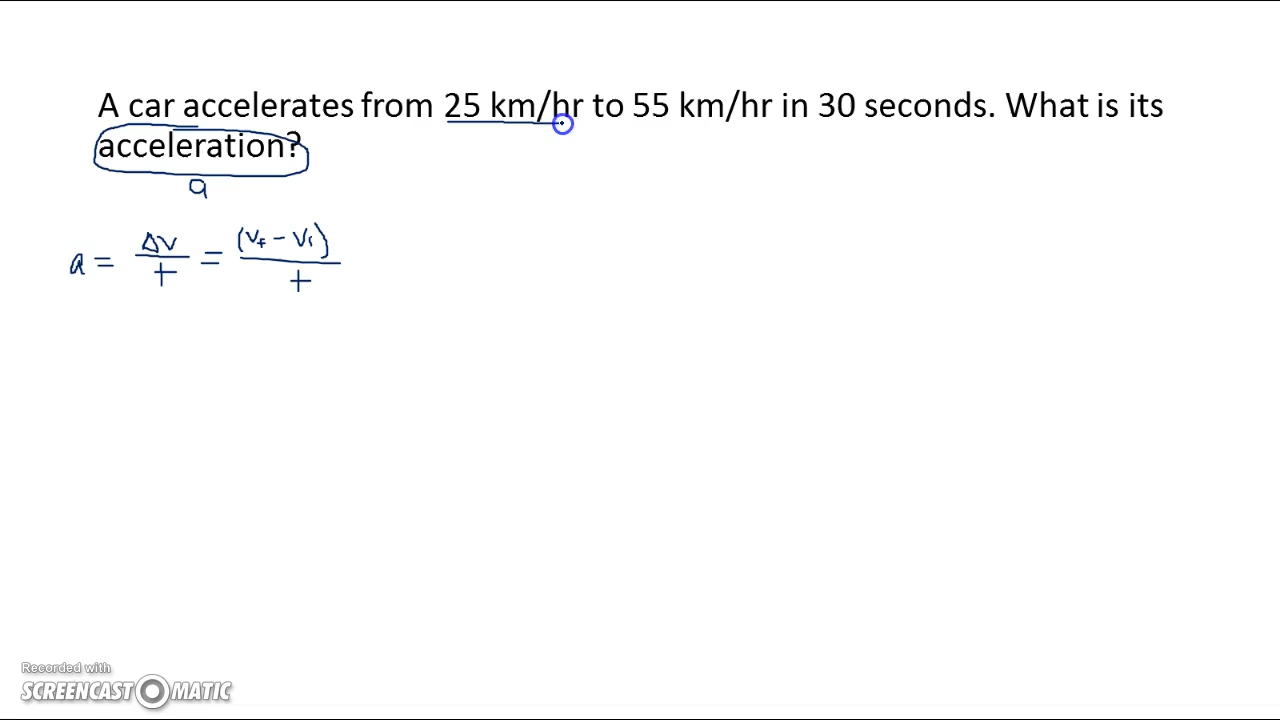 A car accelerates from 25 km/hr to 55 km/hr in 30 seconds. What is its
acceleration?
a
a = ΔV/t = (Vf - Vi)/t
Recorded with
SCREENCAST-O-MATIC